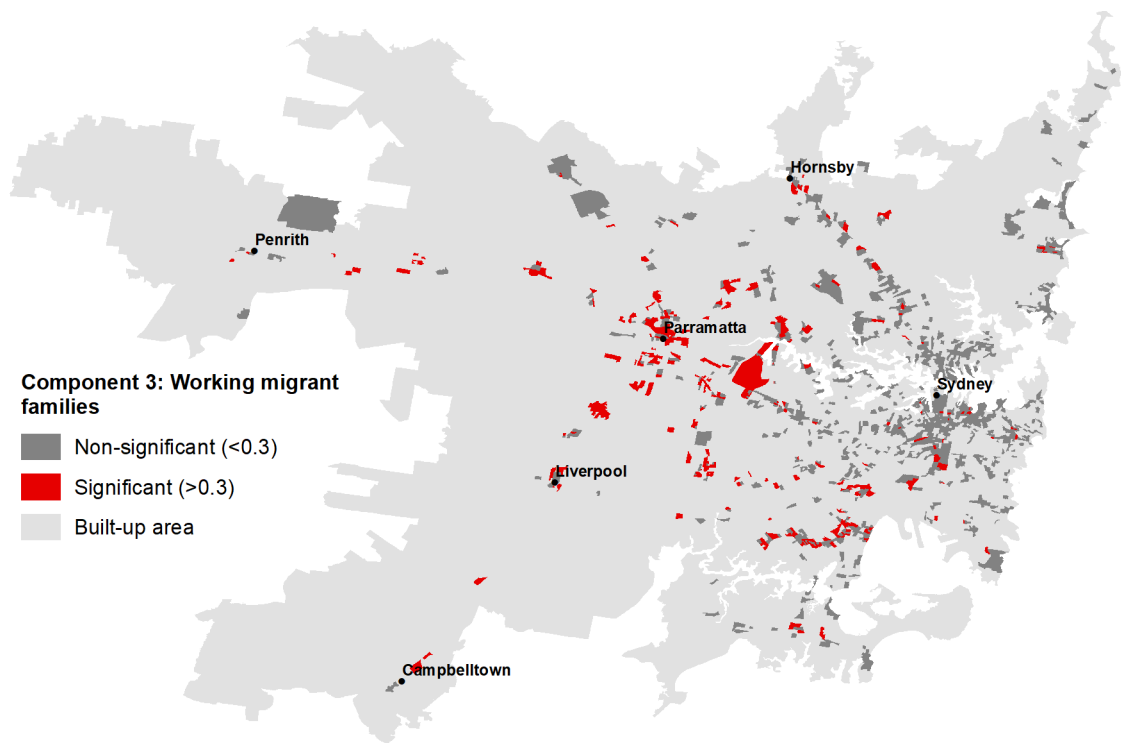 Hornsby
Penrith
Parramatta
Component 3: Working migrant
families
Sydney
Non-significant (<0.3)
Liverpool
Significant (>0.3)
Built-up area
Campbelltown